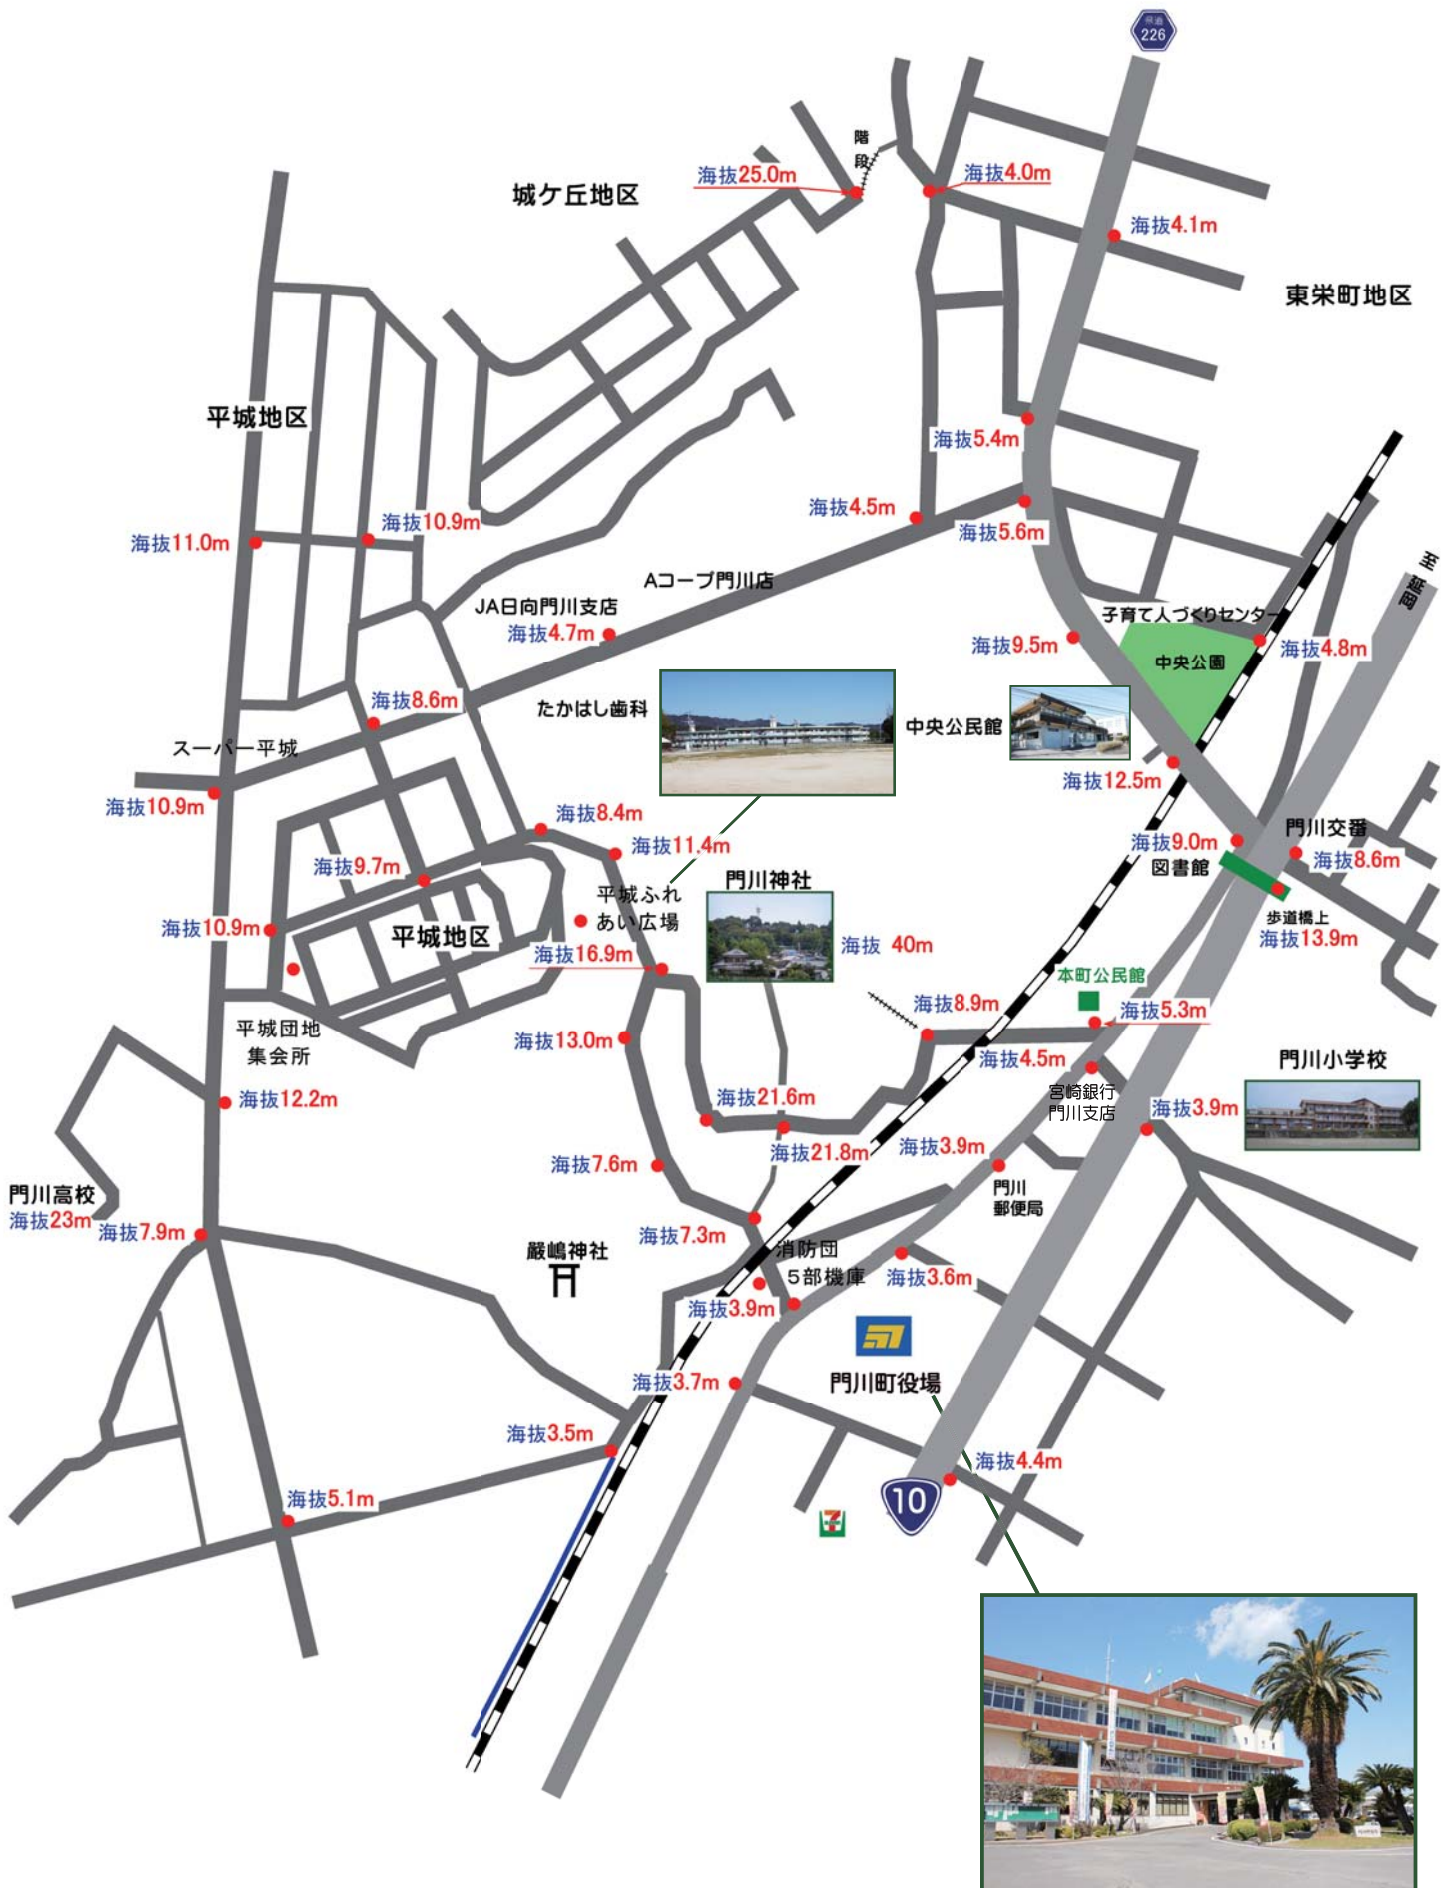 県道
226
階
段
海抜25.0m
海抜4.0m
城ケ丘地区
海抜4.1m
東栄町地区
平城地区
海抜5.4m
海抜10.9m
海抜4.5m
海抜11.0m
海抜5.6m
至 延岡
Aコープ門川店
JA日向門川支店
海抜4.7m
子育て人づくりセンター
海抜9.5m
海抜4.8m
中央公園
海抜8.6m
たかはし歯科
中央公民館
スーパー平城
海抜12.5m
海抜10.9m
海抜8.4m
門川交番
海抜11.4m
海抜9.0m
海抜8.6m
海抜9.7m
図書館
門川神社
平城ふれ
あい広場
歩道橋上
海抜10.9m
平城地区
海抜13.9m
海抜16.9m
海抜 40m
本町公民館
海抜8.9m
海抜5.3m
平城団地
集会所
海抜13.0m
海抜4.5m
門川小学校
宮崎銀行
門川支店
海抜12.2m
海抜21.6m
海抜3.9m
海抜21.8m
海抜3.9m
海抜7.6m
門川高校
海抜23m
門川
郵便局
海抜7.9m
海抜7.3m
消防団
5部機庫
嚴嶋神社
海抜3.6m
海抜3.9m
門川町役場
海抜3.7m
海抜3.5m
海抜4.4m
海抜5.1m
10
7